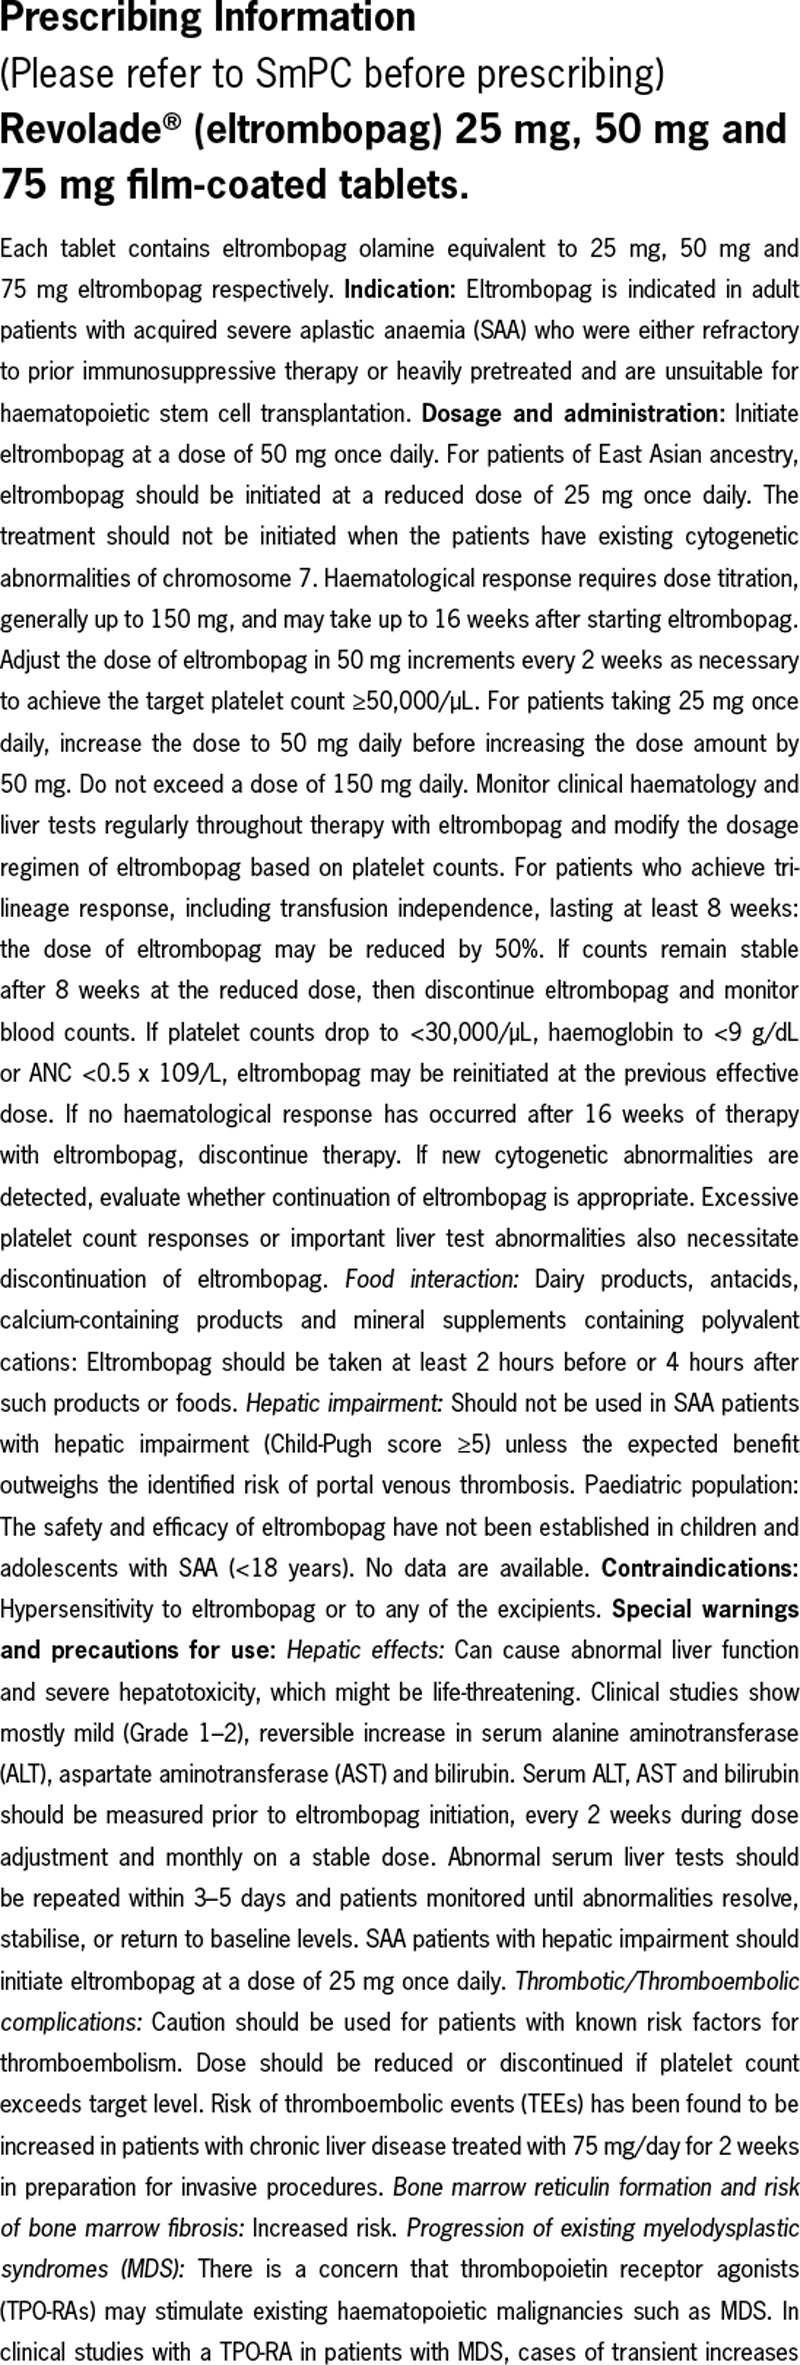 Prescribing Information
(Please refer to SmPC before prescribing)
Revolade® (eltrombopag) 25 mg, 50 mg and
75 mg film-coated tablets.
Each tablet contains eltrombopag olamine equivalent to 25 mg, 50 mg and
75 mg eltrombopag respectively. Indication: Eltrombopag is indicated in adult
patients with acquired severe aplastic anaemia (SAA) who were either refractory
to prior immunosuppressive therapy or heavily pretreated and are unsuitable for
haematopoietic stem cell transplantation. Dosage and administration: Initiate
eltrombopag at a dose of 50 mg once daily. For patients of East Asian ancestry,
eltrombopag should be initiated at a reduced dose of 25 mg once daily. The
treatment should not be initiated when the patients have existing cytogenetic
abnormalities of chromosome 7. Haematological response requires dose titration,
generally up to 150 mg, and may take up to 16 weeks after starting eltrombopag.
Adjust the dose of eltrombopag in 50 mg increments every 2 weeks as necessary
to achieve the target platelet count ≥50,000/µL. For patients taking 25 mg once
daily, increase the dose to 50 mg daily before increasing the dose amount by
50 mg. Do not exceed a dose of 150 mg daily. Monitor clinical haematology and
liver tests regularly throughout therapy with eltrombopag and modify the dosage
regimen of eltrombopag based on platelet counts. For patients who achieve tri-
lineage response, including transfusion independence, lasting at least 8 weeks:
the dose of eltrombopag may be reduced by 50%. If counts remain stable
after 8 weeks at the reduced dose, then discontinue eltrombopag and monitor
blood counts. If platelet counts drop to <30,000/µL, haemoglobin to <9 g/dL
or ANC <0.5 x 109/L, eltrombopag may be reinitiated at the previous effective
dose. If no haematological response has occurred after 16 weeks of therapy
with eltrombopag, discontinue therapy. If new cytogenetic abnormalities are
detected, evaluate whether continuation of eltrombopag is appropriate. Excessive
platelet count responses or important liver test abnormalities also necessitate
discontinuation of eltrombopag. Food interaction: Dairy products, antacids,
calcium-containing products and mineral supplements containing polyvalent
cations: Eltrombopag should be taken at least 2 hours before or 4 hours after
such products or foods. Hepatic impairment: Should not be used in SAA patients
with hepatic impairment (Child-Pugh score ≥5) unless the expected benefit
outweighs the identified risk of portal venous thrombosis. Paediatric population:
The safety and efficacy of eltrombopag have not been established in children and
adolescents with SAA (<18 years). No data are available. Contraindications:
Hypersensitivity to eltrombopag or to any of the excipients. Special warnings
and precautions for use: Hepatic effects: Can cause abnormal liver function
and severe hepatotoxicity, which might be life-threatening. Clinical studies show
mostly mild (Grade 1–2), reversible increase in serum alanine aminotransferase
(ALT), aspartate aminotransferase (AST) and bilirubin. Serum ALT, AST and bilirubin
should be measured prior to eltrombopag initiation, every 2 weeks during dose
adjustment and monthly on a stable dose. Abnormal serum liver tests should
be repeated within 3–5 days and patients monitored until abnormalities resolve,
stabilise, or return to baseline levels. SAA patients with hepatic impairment should
initiate eltrombopag at a dose of 25 mg once daily. Thrombotic/Thromboembolic
complications: Caution should be used for patients with known risk factors for
thromboembolism. Dose should be reduced or discontinued if platelet count
exceeds target level. Risk of thromboembolic events (TEEs) has been found to be
increased in patients with chronic liver disease treated with 75 mg/day for 2 weeks
in preparation for invasive procedures. Bone marrow reticulin formation and risk
of bone marrow fibrosis: Increased risk. Progression of existing myelodysplastic
syndromes (MDS): There is a concern that thrombopoietin receptor agonists
(TPO-RAs) may stimulate existing haematopoietic malignancies such as MDS. In
clinical studies with a TPO-RA in patients with MDS, cases of transient increases